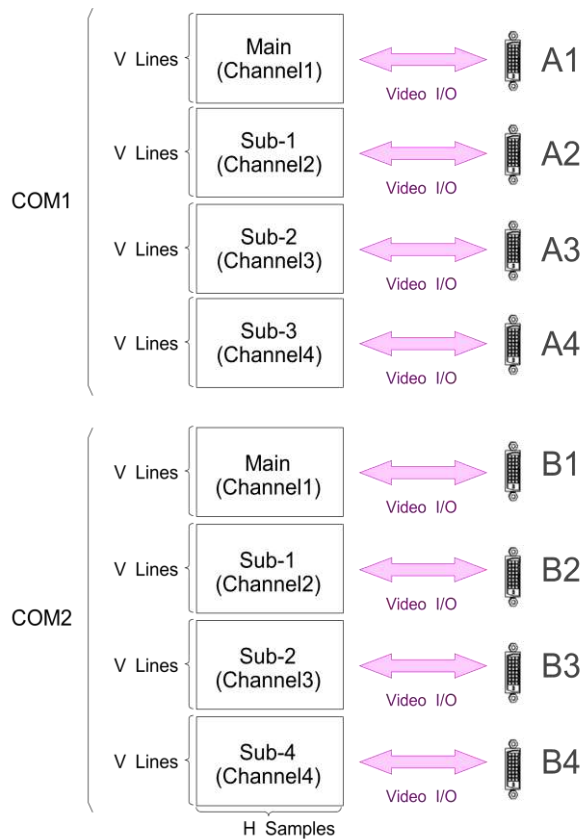 Main
(Channel1)
V Lines
Video I/O
A1
Sub-1
(Channel2)
V Lines
Video I/O
A2
COM1
Sub-2
(Channel3)
V Lines
Video I/O
A3
Sub-3
(Channel4)
V Lines
Video I/O
A4
Main
(Channel1)
V Lines
Video I/O
B1
Sub-1
(Channel2)
V Lines
Video I/O
B2
COM2
Sub-2
(Channel3)
V Lines
Video I/O
B3
Sub-4
(Channel4)
V Lines
Video I/O
B4
H Samples